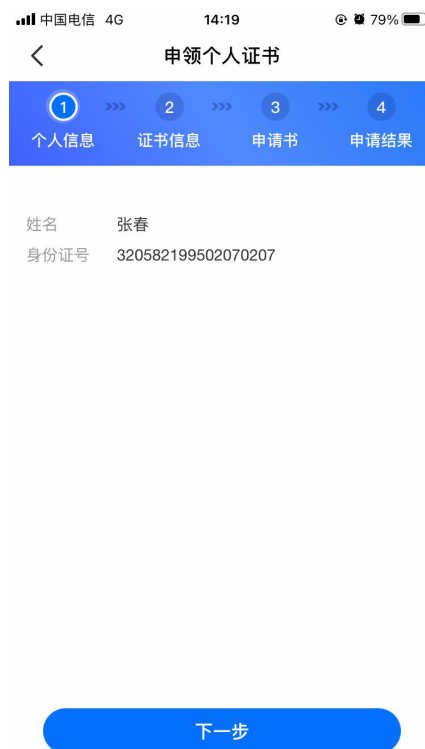 中国电信 4G 14:19 79%
申领个人证书
1 >>> 2 >>> 3 >>> 4
个人信息 证书信息 申请书 申请结果
姓名 张春
身份证号 320582199502070207
下一步